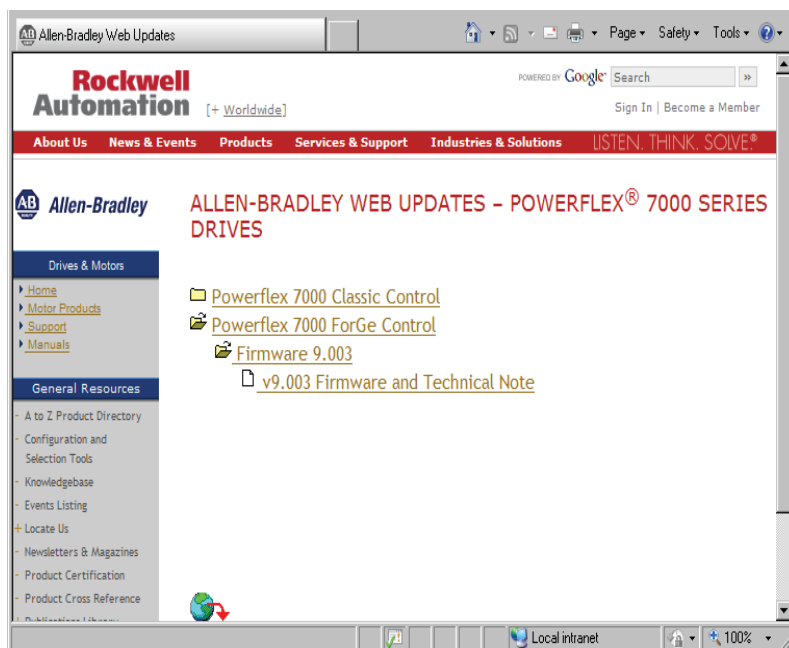 Allen-Bradley Web Updates
Page Safety Tools
Rockwell
Automation
[+ Worldwide]
POWERED BY Google Search »
Sign In | Become a Member
About Us News & Events Products Services & Support Industries & Solutions LISTEN. THINK. SOLVE.®
AB Allen-Bradley
ALLEN-BRADLEY WEB UPDATES – POWERFLEX® 7000 SERIES
DRIVES
Drives & Motors
Home
Motor Products
Support
Manuals
Powerflex 7000 Classic Control
Powerflex 7000 ForGe Control
Firmware 9.003
v9.003 Firmware and Technical Note
General Resources
- A to Z Product Directory
- Configuration and
Selection Tools
- Knowledgebase
- Events Listing
+ Locate Us
- Newsletters & Magazines
- Product Certification
- Product Cross Reference
Local intranet 100%